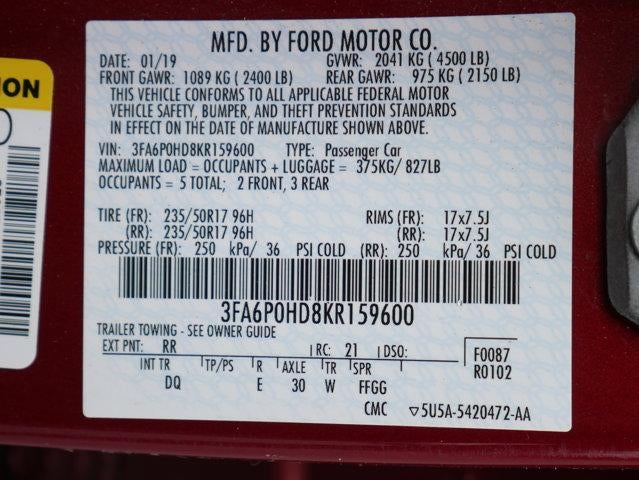 MFD. BY FORD MOTOR CO.
DATE: 01/19 GVWR: 2041 KG ( 4500 LB)
FRONT GAWR: 1089 KG ( 2400 LB) REAR GAWR: 975 KG ( 2150 LB)
THIS VEHICLE CONFORMS TO ALL APPLICABLE FEDERAL MOTOR
VEHICLE SAFETY, BUMPER, AND THEFT PREVENTION STANDARDS
IN EFFECT ON THE DATE OF MANUFACTURE SHOWN ABOVE.
VIN: 3FA6P0HD8KR159600 TYPE: Passenger Car
MAXIMUM LOAD = OCCUPANTS + LUGGAGE = 375KG/ 827LB
OCCUPANTS = 5 TOTAL; 2 FRONT, 3 REAR
TIRE (FR): 235/50R17 96H RIMS (FR): 17x7.5J
(RR): 235/50R17 96H (RR): 17x7.5J
PRESSURE (FR): 250 kPa/ 36 PSI COLD (RR): 250 kPa/ 36 PSI COLD
3FA6P0HD8KR159600
TRAILER TOWING - SEE OWNER GUIDE
EXT PNT: RR RC: 21 DSO: F0087
INT TR TP/PS R AXLE TR SPR R0102
DQ E 30 W FFGG
CMC ▽5U5A-5420472-AA
TION